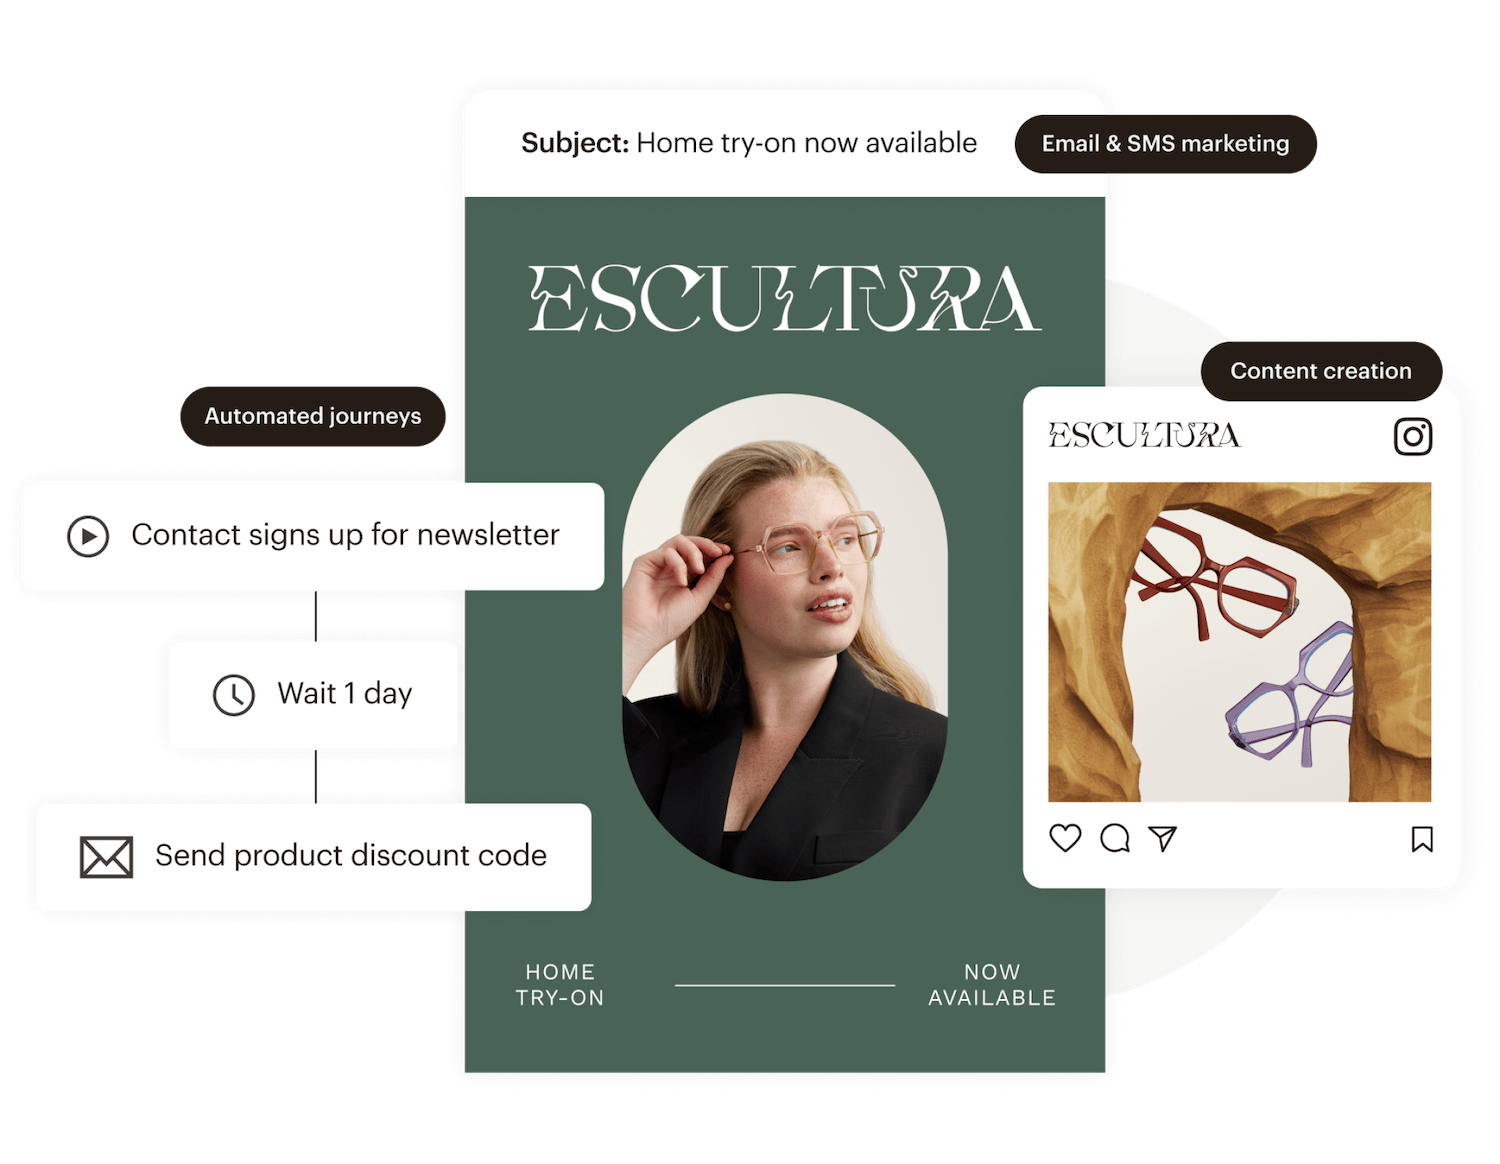 Subject: Home try-on now available
Email & SMS marketing
ESCULTURA
Content creation
Automated journeys
ESCULTURA
Contact signs up for newsletter
Wait 1 day
Send product discount code
HOME
TRY-ON
NOW
AVAILABLE